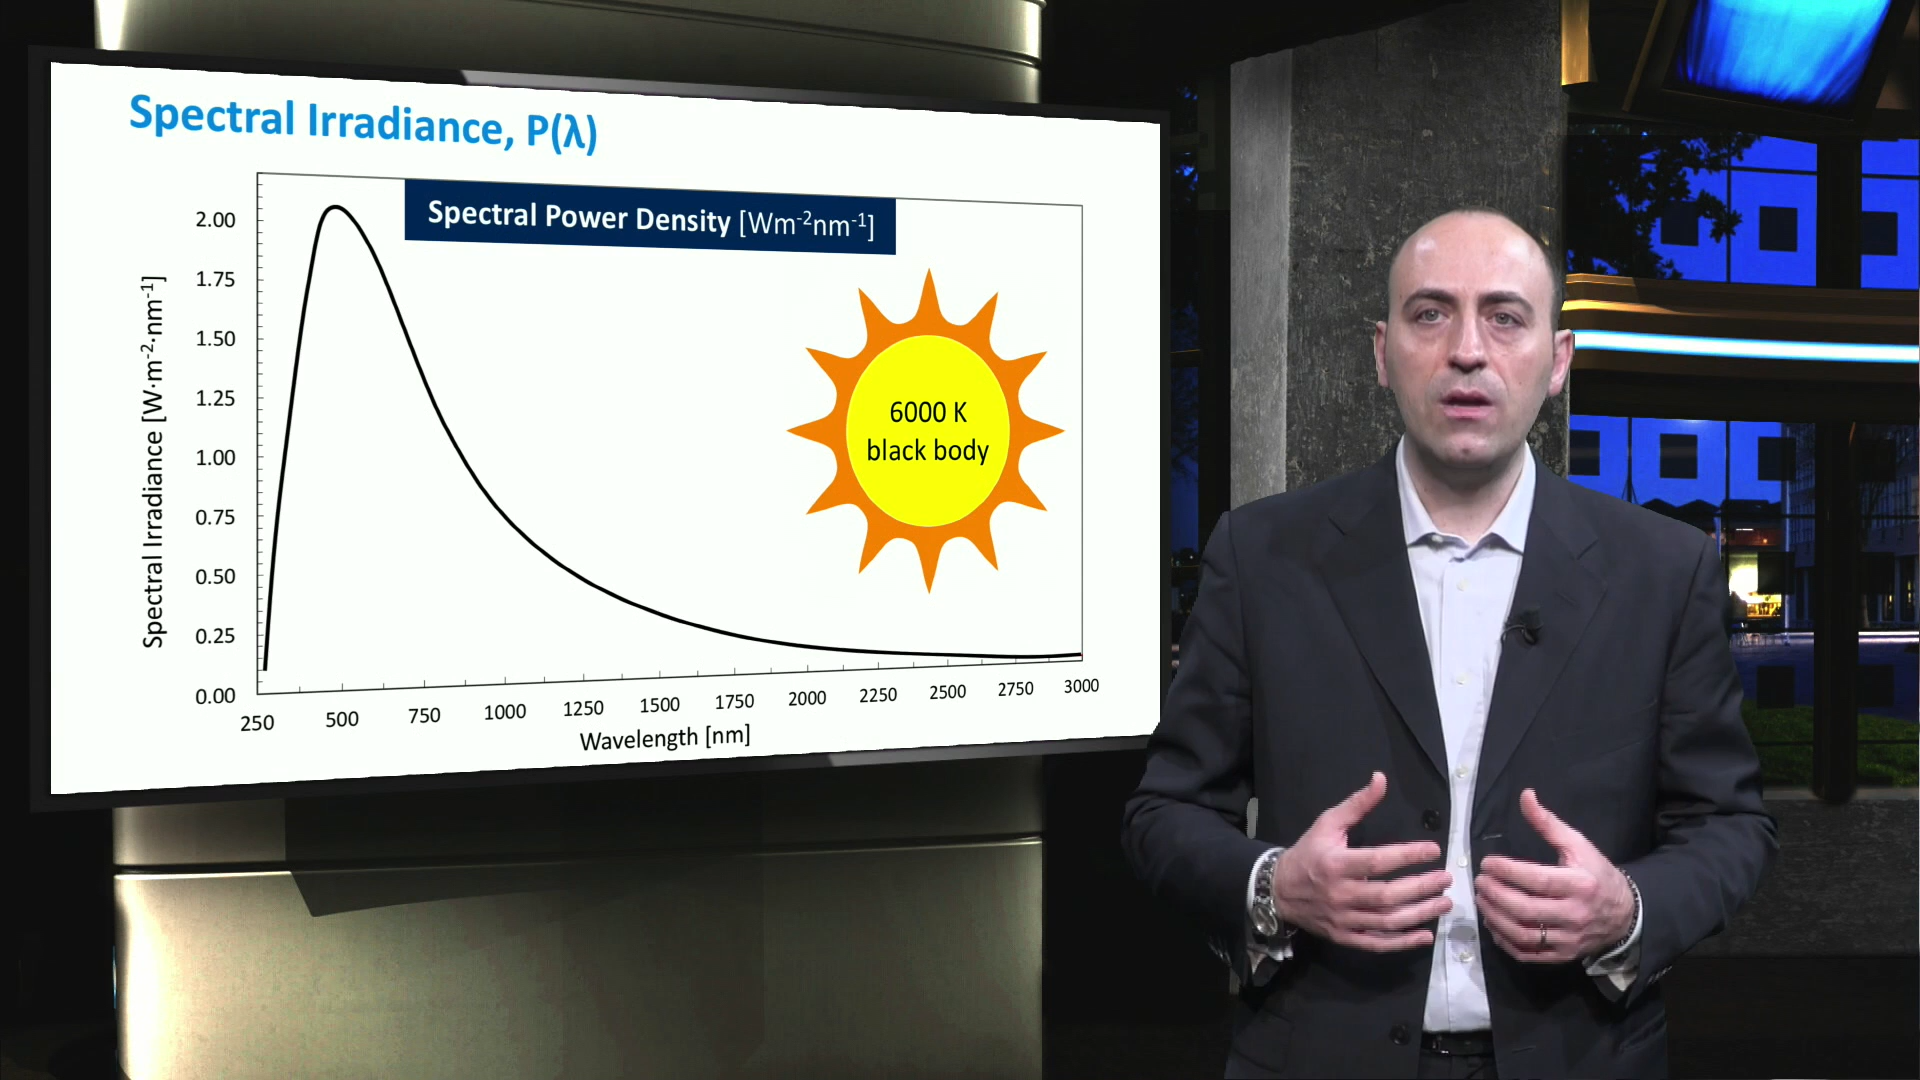 Spectral Irradiance, P(λ)
Spectral Power Density [Wm⁻²nm⁻¹]
Spectral Irradiance [W·m⁻²·nm⁻¹]
2.00
1.75
1.50
1.25
1.00
0.75
0.50
0.25
0.00
6000 K
black body
250 500 750 1000 1250 1500 1750 2000 2250 2500 2750 3000
Wavelength [nm]